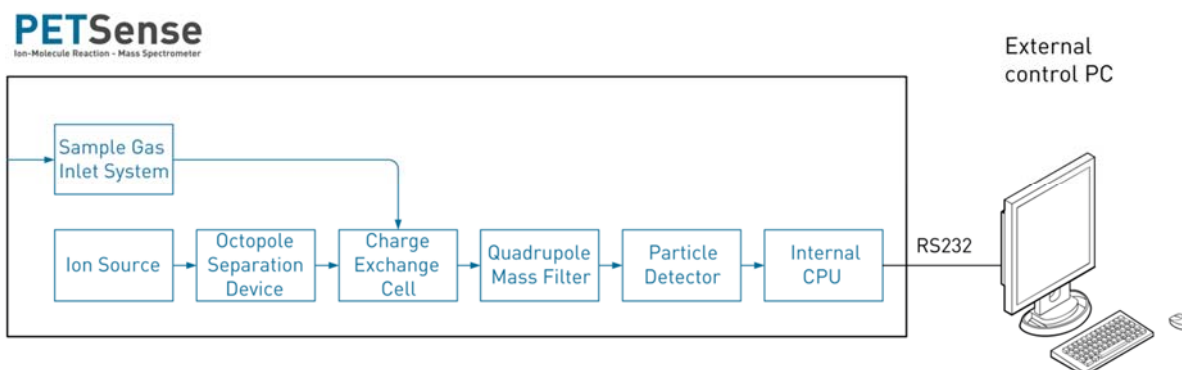 PETSense
Ion-Molecule Reaction - Mass Spectrometer
External
control PC
Sample Gas
Inlet System
Ion Source
Octopole
Separation
Device
Charge
Exchange
Cell
Quadrupole
Mass Filter
Particle
Detector
Internal
CPU
RS232